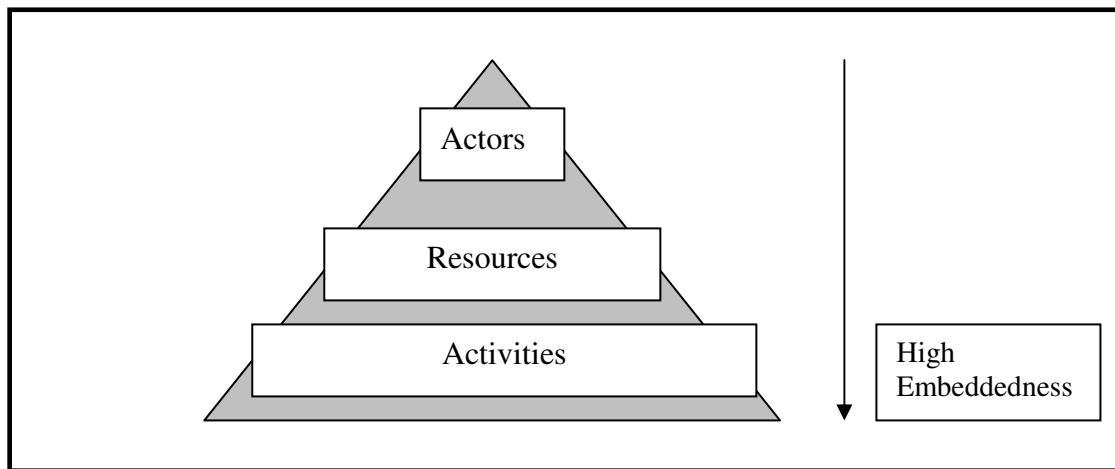 Actors
Resources
Activities
High
Embeddedness